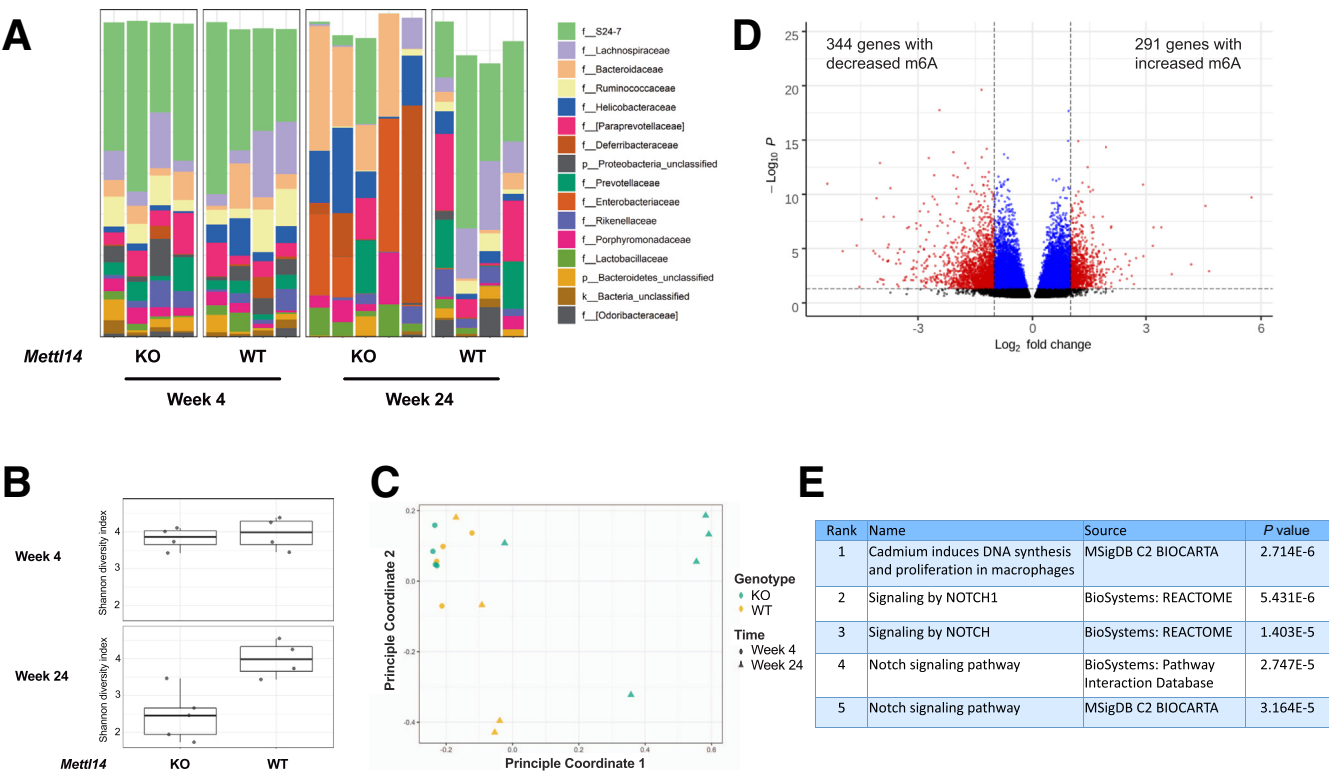 A
f__S24-7
f__Lachnospiraceae
f__Bacteroidaceae
f__Ruminococcaceae
f__Helicobacteraceae
f__[Paraprevotellaceae]
f__Deferribacteraceae
p__Proteobacteria_unclassified
f__Prevotellaceae
f__Enterobacteriaceae
f__Rikenellaceae
f__Porphyromonadaceae
f__Lactobacillaceae
p__Bacteroidetes_unclassified
k__Bacteria_unclassified
f__[Odoribacteraceae]
Mettl14 KO WT KO WT
Week 4 Week 24
D
344 genes with
decreased m6A
291 genes with
increased m6A
− Log10 P
25
20
15
10
5
0
-3 0 3 6
Log2 fold change
B
Week 4
Shannon diversity index
4
3
2
Week 24
Shannon diversity index
4
3
2
Mettl14 KO WT
C
Principle Coordinate 2
0.2
0.0
-0.2
-0.4
-0.2 0.0 0.2 0.4 0.6
Principle Coordinate 1
Genotype
KO
WT
Time
Week 4
Week 24
E
Rank Name Source P value
1 Cadmium induces DNA synthesis MSigDB C2 BIOCARTA 2.714E-6
and proliferation in macrophages
2 Signaling by NOTCH1 BioSystems: REACTOME 5.431E-6
3 Signaling by NOTCH BioSystems: REACTOME 1.403E-5
4 Notch signaling pathway BioSystems: Pathway 2.747E-5
Interaction Database
5 Notch signaling pathway MSigDB C2 BIOCARTA 3.164E-5